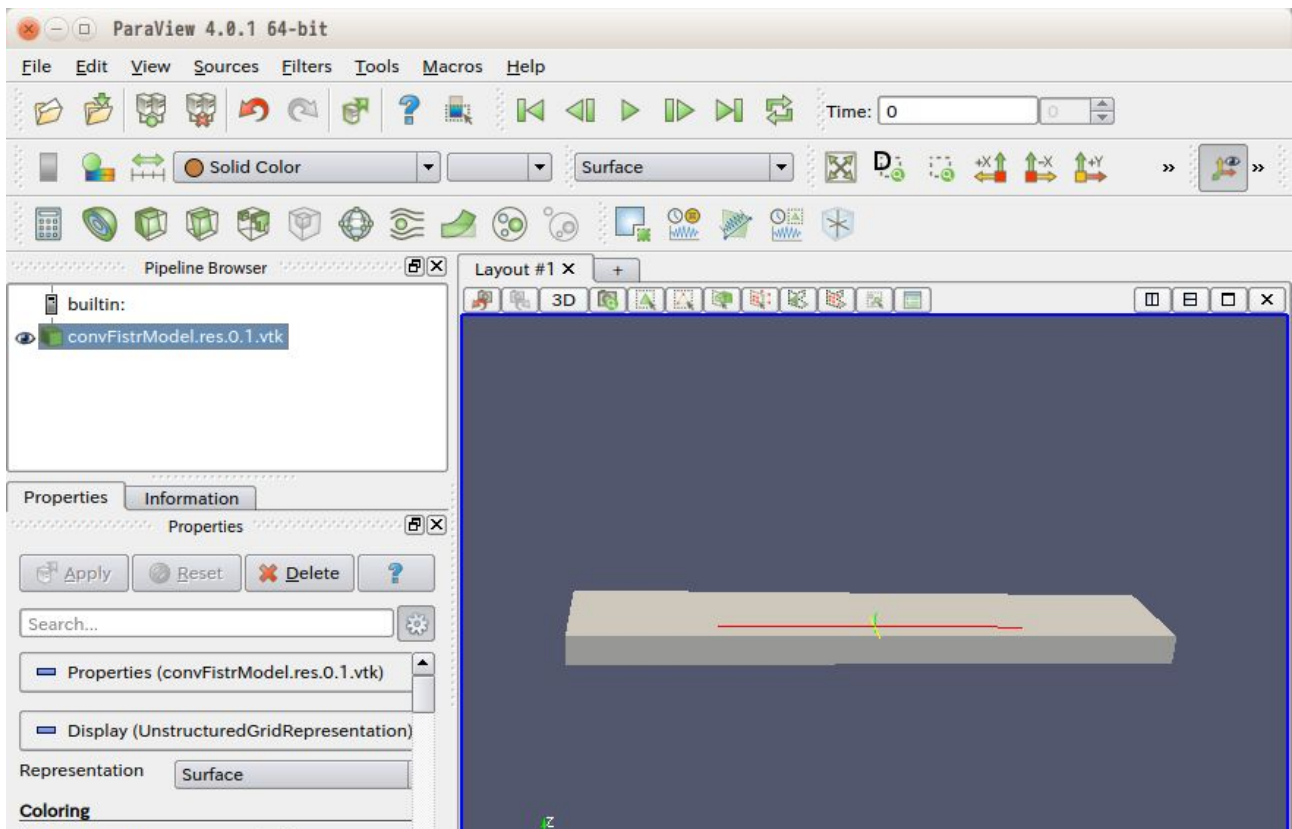 ParaView 4.0.1 64-bit
File Edit View Sources Filters Tools Macros Help
? Time: 0 0
Solid Color Surface D +X -X +Y » »
Pipeline Browser
builtin:
convFistrModel.res.0.1.vtk
Properties Information
Properties
Apply Reset Delete ?
Search...
Properties (convFistrModel.res.0.1.vtk)
Display (UnstructuredGridRepresentation)
Representation Surface
Coloring
Layout #1 X +
3D
Z